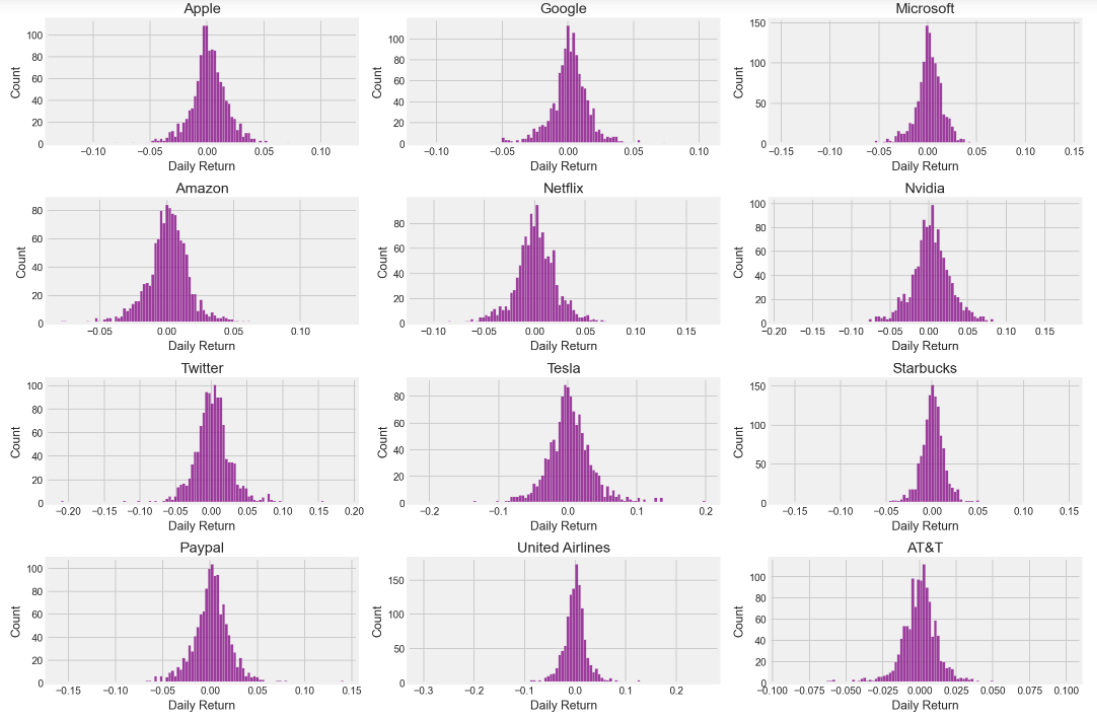 Apple
Google
Microsoft
Count
100
80
60
40
20
0
−0.10 −0.05 0.00 0.05 0.10
Daily Return
Count
100
80
60
40
20
0
−0.10 −0.05 0.00 0.05 0.10
Daily Return
Count
150
100
50
0
−0.15 −0.10 −0.05 0.00 0.05 0.10 0.15
Daily Return
Amazon
Netflix
Nvidia
Count
80
60
40
20
0
−0.05 0.00 0.05 0.10
Daily Return
Count
80
60
40
20
0
−0.10 −0.05 0.00 0.05 0.10 0.15
Daily Return
Count
100
80
60
40
20
0
−0.20 −0.15 −0.10 −0.05 0.00 0.05 0.10 0.15
Daily Return
Twitter
Tesla
Starbucks
Count
100
80
60
40
20
0
−0.20 −0.15 −0.10 −0.05 0.00 0.05 0.10 0.15 0.20
Daily Return
Count
80
60
40
20
0
−0.2 −0.1 0.0 0.1 0.2
Daily Return
Count
150
100
50
0
−0.15 −0.10 −0.05 0.00 0.05 0.10 0.15
Daily Return
Paypal
United Airlines
AT&T
Count
100
80
60
40
20
0
−0.15 −0.10 −0.05 0.00 0.05 0.10 0.15
Daily Return
Count
150
100
50
0
−0.3 −0.2 −0.1 0.0 0.1 0.2
Daily Return
Count
100
80
60
40
20
0
−0.100 −0.075 −0.050 −0.025 0.000 0.025 0.050 0.075 0.100
Daily Return